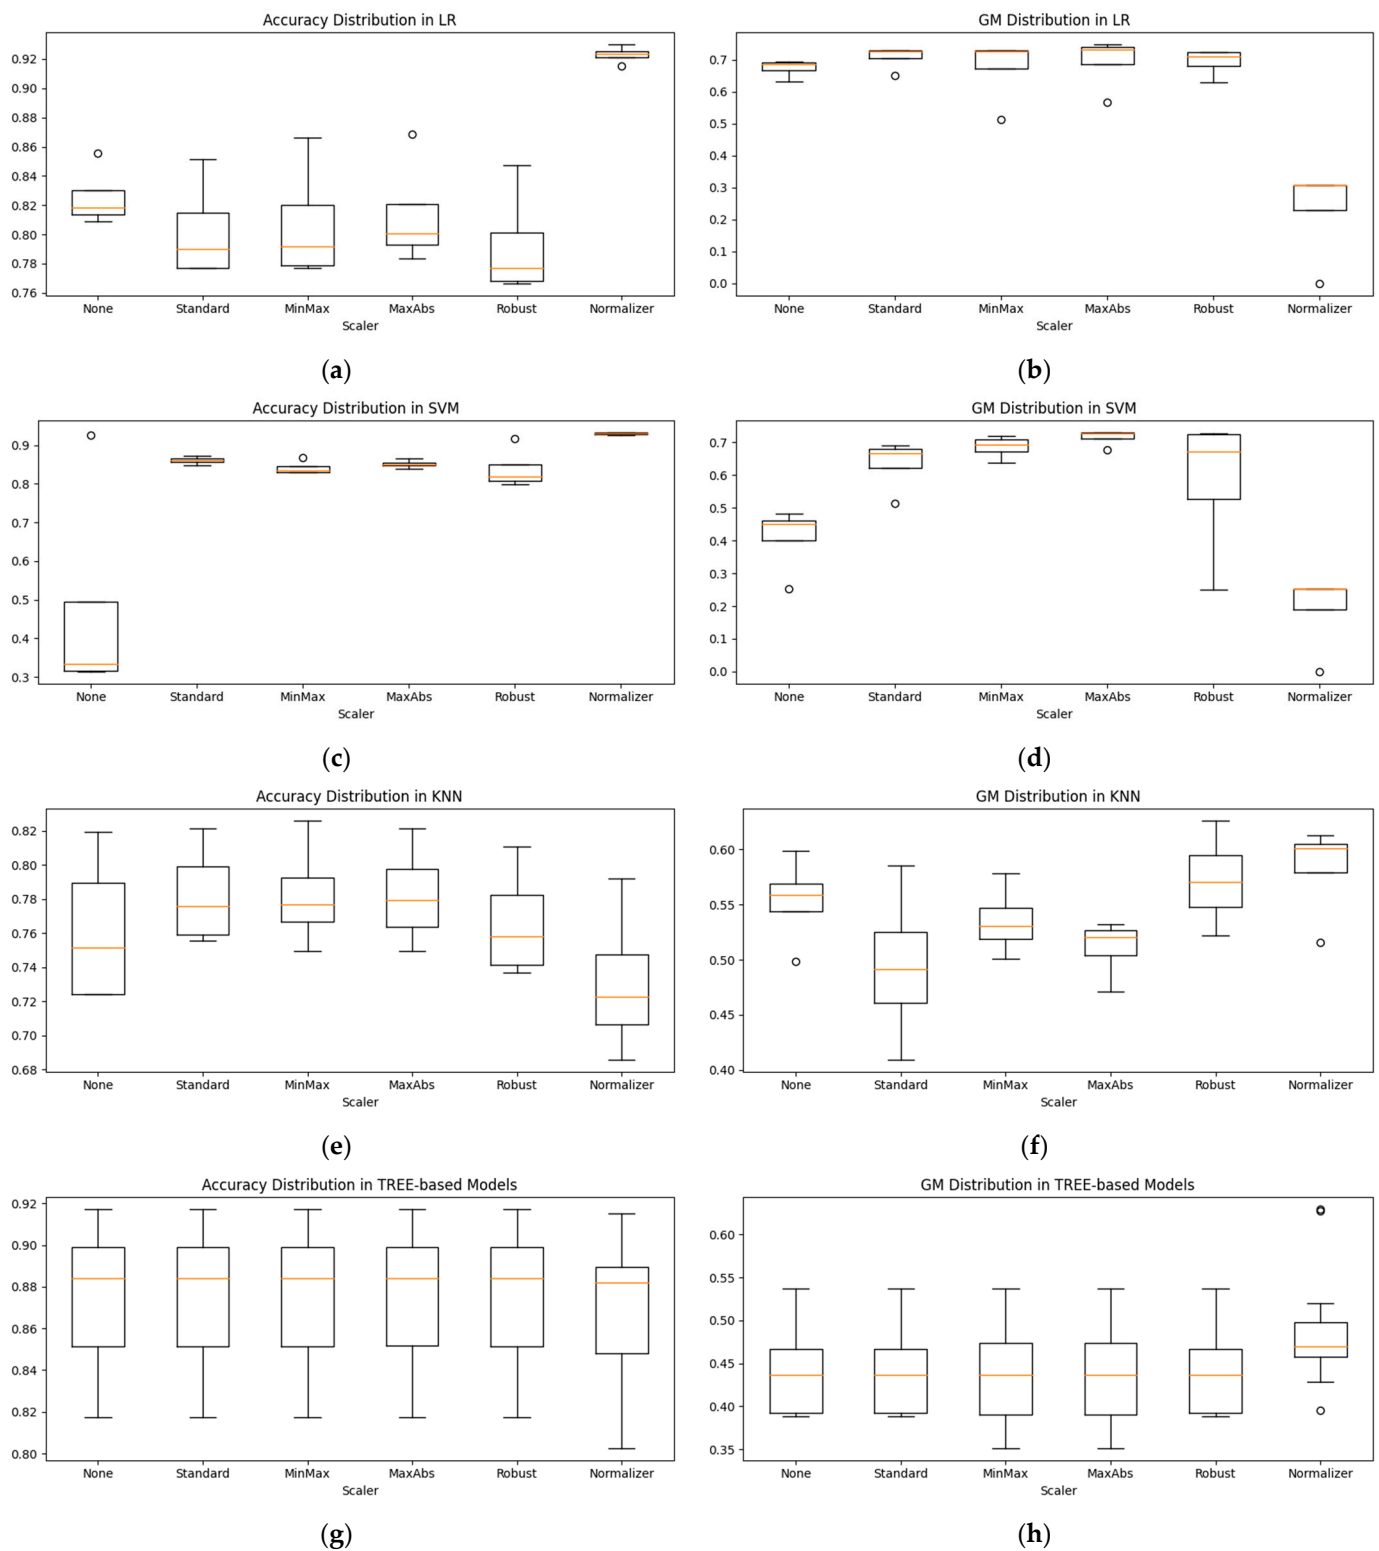 Accuracy Distribution in LR
0.92
0.90
0.88
0.86
0.84
0.82
0.80
0.78
0.76
None Standard MinMax MaxAbs Robust Normalizer
Scaler
(a)
GM Distribution in LR
0.7
0.6
0.5
0.4
0.3
0.2
0.1
0.0
None Standard MinMax MaxAbs Robust Normalizer
Scaler
(b)
Accuracy Distribution in SVM
0.9
0.8
0.7
0.6
0.5
0.4
0.3
None Standard MinMax MaxAbs Robust Normalizer
Scaler
(c)
GM Distribution in SVM
0.7
0.6
0.5
0.4
0.3
0.2
0.1
0.0
None Standard MinMax MaxAbs Robust Normalizer
Scaler
(d)
Accuracy Distribution in KNN
0.82
0.80
0.78
0.76
0.74
0.72
0.70
0.68
None Standard MinMax MaxAbs Robust Normalizer
Scaler
(e)
GM Distribution in KNN
0.60
0.55
0.50
0.45
0.40
None Standard MinMax MaxAbs Robust Normalizer
Scaler
(f)
Accuracy Distribution in TREE-based Models
0.92
0.90
0.88
0.86
0.84
0.82
0.80
None Standard MinMax MaxAbs Robust Normalizer
Scaler
(g)
GM Distribution in TREE-based Models
0.60
0.55
0.50
0.45
0.40
0.35
None Standard MinMax MaxAbs Robust Normalizer
Scaler
(h)